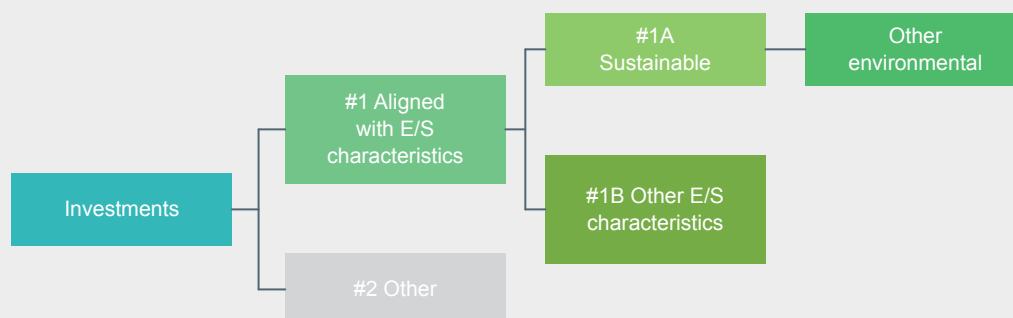 #1A
Sustainable
Other
environmental
#1 Aligned
with E/S
characteristics
#1B Other E/S
characteristics
Investments
#2 Other